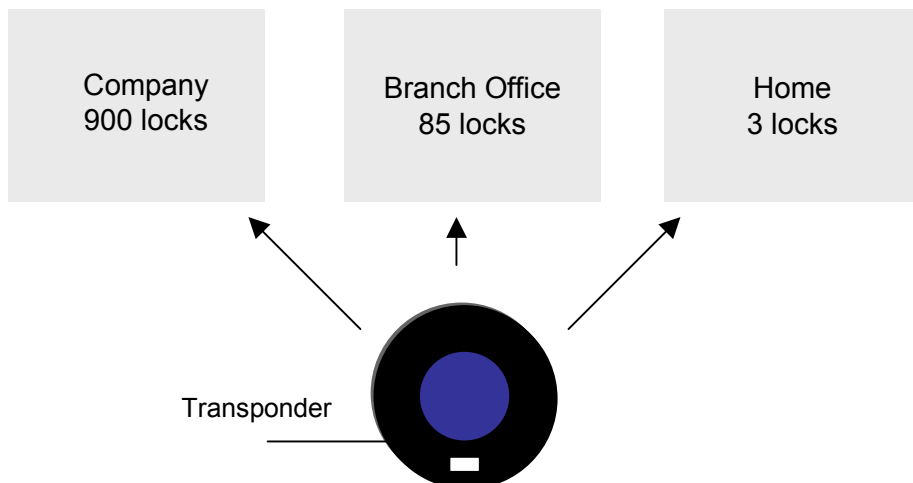 Company
900 locks
Branch Office
85 locks
Home
3 locks
Transponder